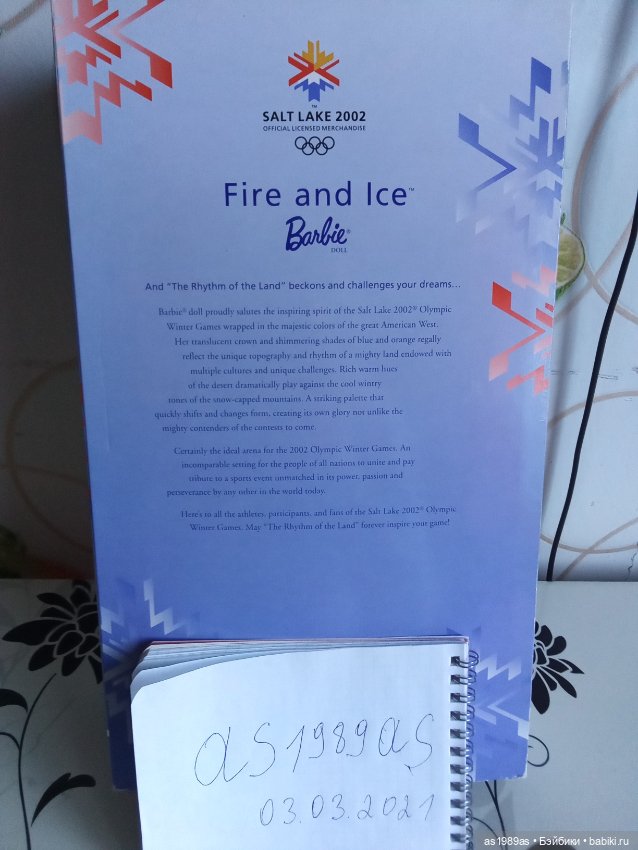 SALT LAKE 2002
OFFICIAL LICENSED MERCHANDISE
Fire and Ice™
Barbie®
DOLL
And “The Rhythm of the Land” beckons and challenges your dreams…
Barbie® doll proudly salutes the inspiring spirit of the Salt Lake 2002® Olympic
Winter Games wrapped in the majestic colors of the great American West.
Her translucent crown and shimmering shades of blue and orange regally
reflect the unique topography and rhythm of a mighty land endowed with
multiple cultures and unique challenges. Rich warm hues
of the desert dramatically play against the cool wintry
tones of the snow-capped mountains. A striking palette that
quickly shifts and changes form, creating its own glory not unlike the
mighty contenders of the contests to come.
Certainly the ideal arena for the 2002 Olympic Winter Games. An
incomparable setting for the people of all nations to unite and pay
tribute to a sports event unmatched in its power, passion and
perseverance by any other in the world today.
Here's to all the athletes, participants, and fans of the Salt Lake 2002® Olympic
Winter Games. May “The Rhythm of the Land” forever inspire your game!
as1989as
03.03.2021
as1989as • Бэйбики • babiki.ru